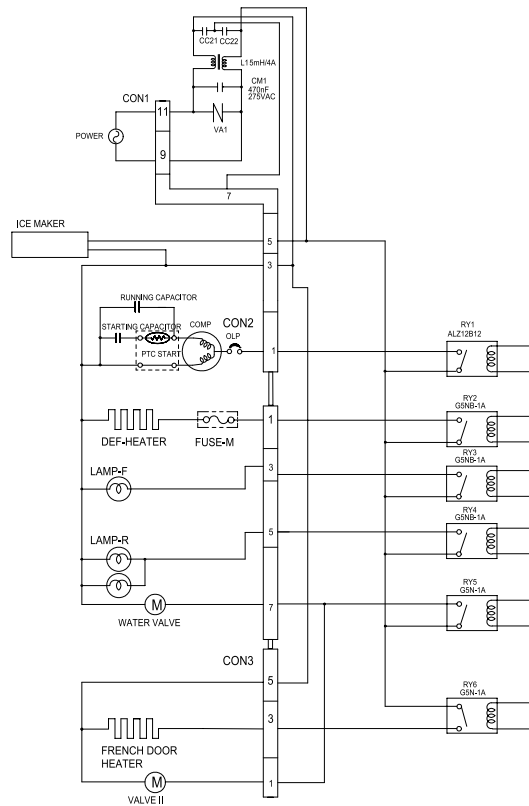 CC21 CC22
L15mH/4A
CM1
470nF
275VAC
VA1
CON1
11
POWER
9
7
ICE MAKER
5
3
RUNNING CAPACITOR
STARTING CAPACITOR
COMP
CON2
OLP
PTC START
1
RY1
ALZ12B12
1
DEF-HEATER
FUSE-M
RY2
G5NB-1A
LAMP-F
3
RY3
G5NB-1A
LAMP-R
5
RY4
G5NB-1A
M
WATER VALVE
7
RY5
G5N-1A
CON3
5
3
FRENCH DOOR
HEATER
RY6
G5N-1A
M
VALVE II
1